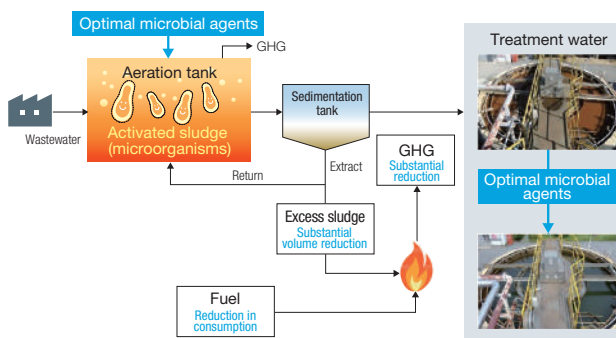 Optimal microbial agents
GHG
Aeration tank
Activated sludge
(microorganisms)
Wastewater
Sedimentation
tank
Return
Extract
GHG
Substantial
reduction
Excess sludge
Substantial
volume reduction
Fuel
Reduction in
consumption
Treatment water
Optimal microbial
agents